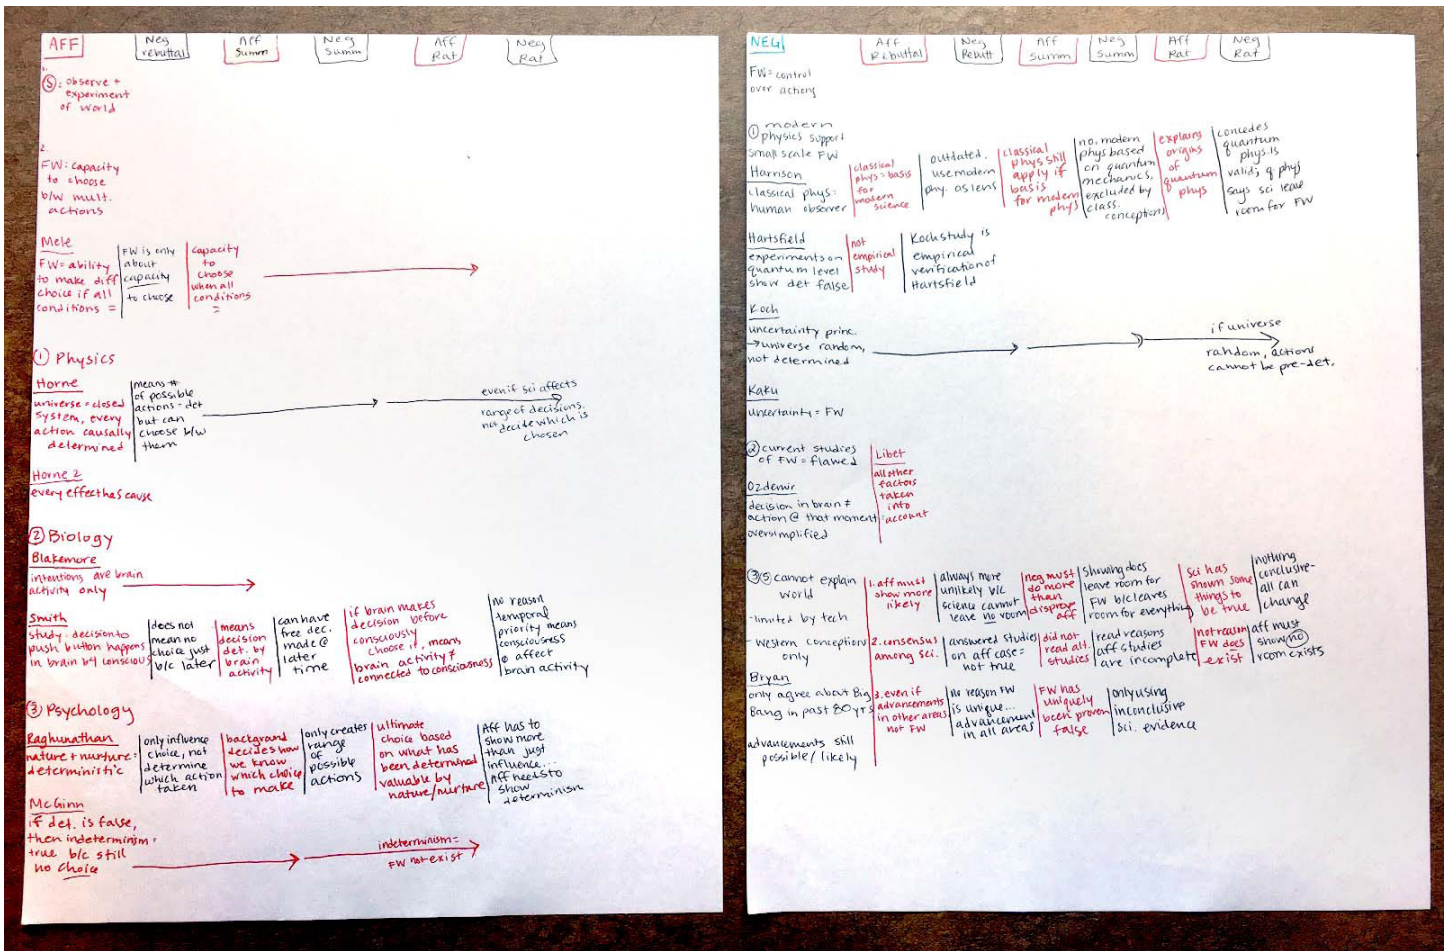 AFF
Neg rebuttal
Aff Summ
Neg Summ
Aff Rat
Neg Rat
1.
Ⓢ: observe +
experiment
of world
2.
FW: capacity
to choose
b/w mult.
actions
Mele
FW = ability
to make diff
choice if all
conditions =
FW is only
about
capacity
to choose
capacity
to
choose
when all
conditions
=
① Physics
Horne
universe = closed
system, every
action causally
determined
means #
of possible
actions - det
but can
choose b/w
them
even if sci affects
range of decisions,
not decide which is
chosen
Horne 2
every effect has cause
② Biology
Blakemore
intentions are brain
activity only
Smith
study: decision to
push button happens
in brain b4 conscious
does not
mean no
choice just
b/c later
means
decision
det. by
brain
activity
can have
free dec.
made @
later
time
if brain makes
decision before
consciously
choose it, means
brain activity ≠
connected to consciousness
no reason
temporal
priority means
consciousness
affect
brain activity
③ Psychology
Raghunathan
nature + nurture =
deterministic
only influence
choice, not
determine
which action
taken
background
decides how
we know
which choice
to make
only creates
range
of
possible
actions
ultimate
choice based
on what has
been determined
valuable by
nature/nurture
Aff has to
show more
than just
influence...
Aff needs to
show
determinism
McGinn
if det. is false,
then indeterminism
true b/c still
no choice
indeterminism =
FW not exist
NEG
Aff Rebuttal
Neg Rebutt
Aff Summ
Neg Summ
Aff Rat
Neg Rat
FW = control
over actions
① modern
physics support
small scale FW
Harrison
classical phys =
human observer
classical
phys = basis
for
modern
science
outdated.
use modern
phy. as lens
classical
phys still
apply if
basis
for modern
phys
no, modern
phys based
on quantum
mechanics,
excluded by
class.
conceptions
explains
origins
of
quantum
phys
concedes
quantum
phys is
valid; q phys
says sci leave
room for FW
Hartsfield
experiments on
quantum level
show det false
not
empirical
study
Koch study is
empirical
verification of
Hartsfield
Koch
uncertainty princ.
→ universe random,
not determined
if universe
random, actions
cannot be pre-det.
Kaku
uncertainty = FW
② current studies
of FW = flawed
Ozdemir
decision in brain ≠
action @ that moment
oversimplified
Libet
all other
factors
taken
into
account
③ Ⓢ cannot explain
world
- limited by tech
- Western conception
only
Bryan
only agree about Big
Bang in past 80 yrs
advancements still
possible/likely
1. aff must
show more
likely
always more
unlikely b/c
science cannot
leave no room
neg must
do more
than
disprove
aff
Showing does
leave room for
FW b/c leaves
room for everything
sci has
shown some
things to
be true
nothing
conclusive-
all can
change
2. consensus
among sci.
answered studies
on aff case =
not true
did not
read alt.
studies
read reasons
aff studies
are incomplete
not reason
FW does
exist
aff must
show no
room exists
3. even if
advancements
in other areas
not FW
No reason FW
is unique...
advancement
in all areas
FW has
uniquely
been proven
false
only using
inconclusive
sci. evidence